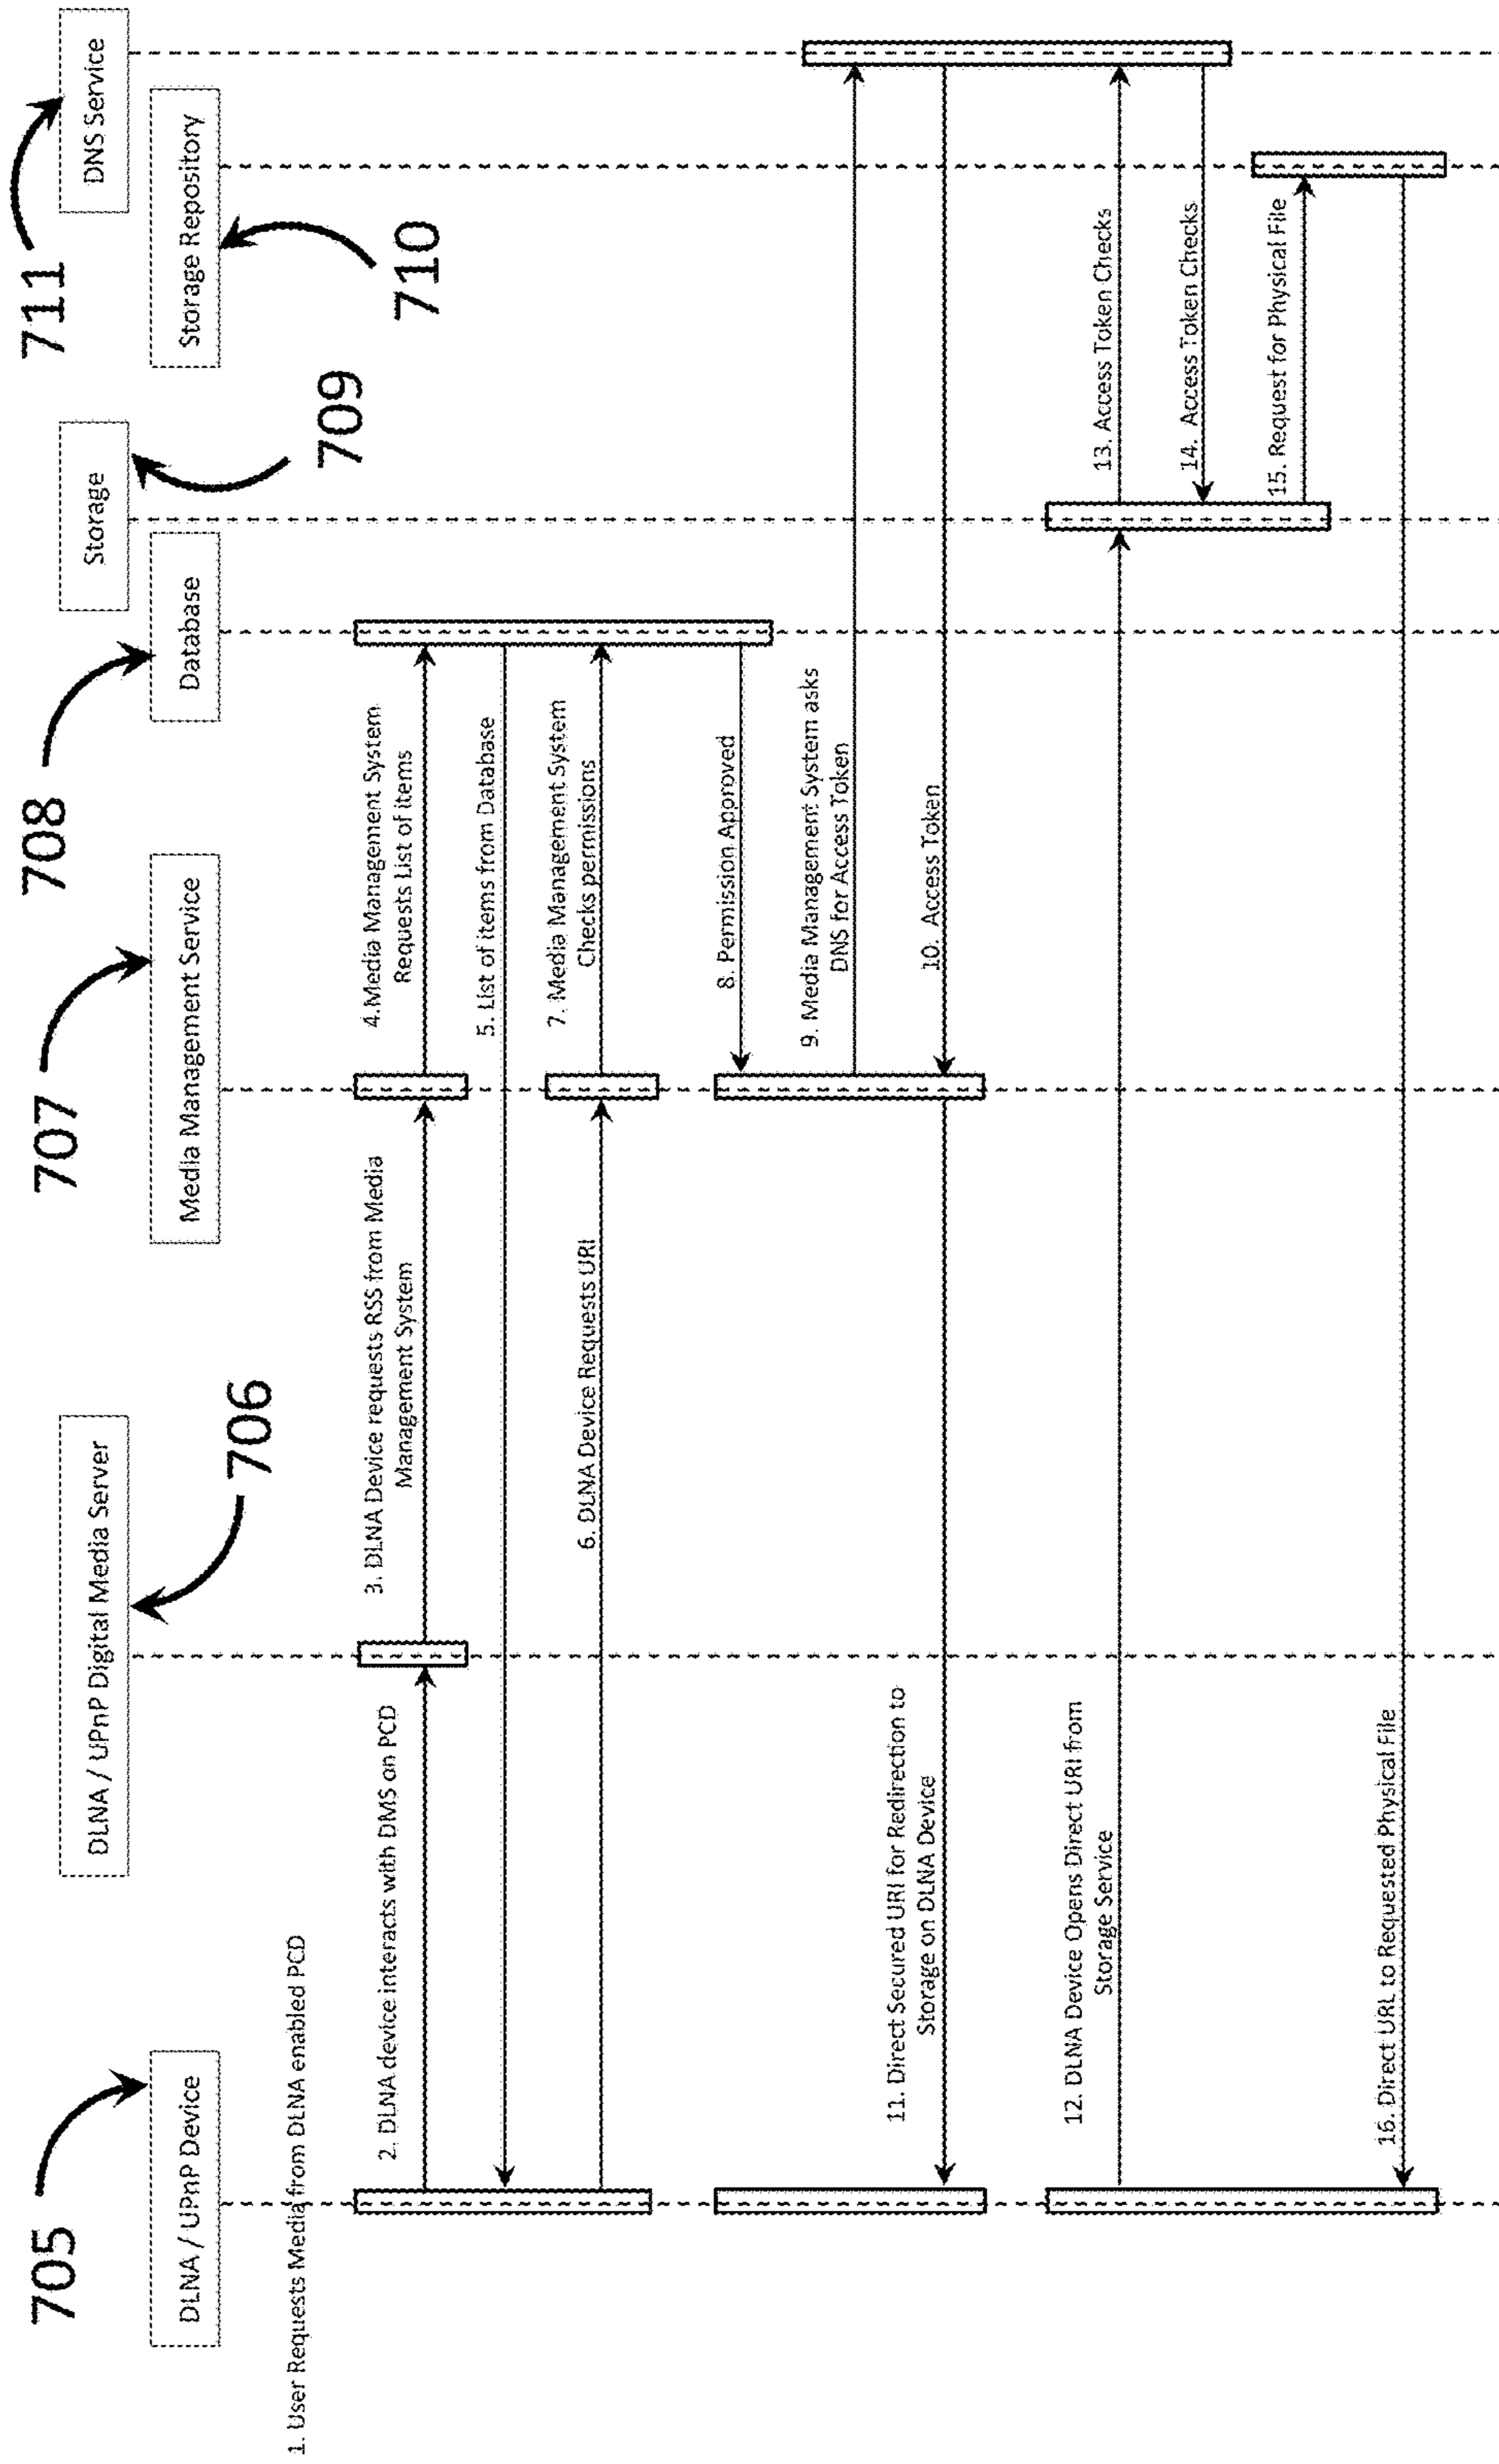 705
706
707
708
709
710
711
DLNA / UPnP Device
DLNA / UPnP Digital Media Server
Media Management Service
Database
Storage
Storage Repository
DNS Service
1. User Requests Media from DLNA enabled PCD
2. DLNA device interacts with DMS on PCD
3. DLNA Device requests RSS from Media
Management System
4.Media Management System
Requests List of items
5. List of items from Database
6. DLNA Device Requests URI
7. Media Management System
Checks permissions
8. Permission Approved
9. Media Management System asks
DNS for Access Token
10. Access Token
11. Direct Secured URI for Redirection to
Storage on DLNA Device
12. DLNA Device Opens Direct URI from
Storage Service
13. Access Token Checks
14. Access Token Checks
15. Request for Physical File
16. Direct URL to Requested Physical File